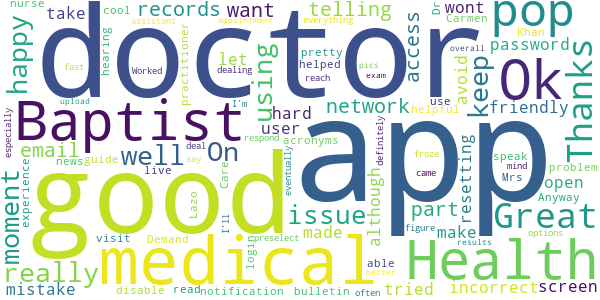 nurse cool assistant appointment everything Dr Carmen wont pop
take records want telling
doctor
happy hearing practitioner let pretty helped reach exam access Khan password overall
fast Worked dealing I'm pics use keep avoid Ok Thanks
upload
Baptist using hard user network helpful friendly
especially email well On issue app
good
respond acronyms definitely froze came resetting speak mind Mrs problem
moment news guide deal say live eventually although part make open Anyway
experience Lazo Care I'll made figure Great
really visit Demand medical login preselect able Health options results
mistake disable read notification bulletin often tried better incorrect screen